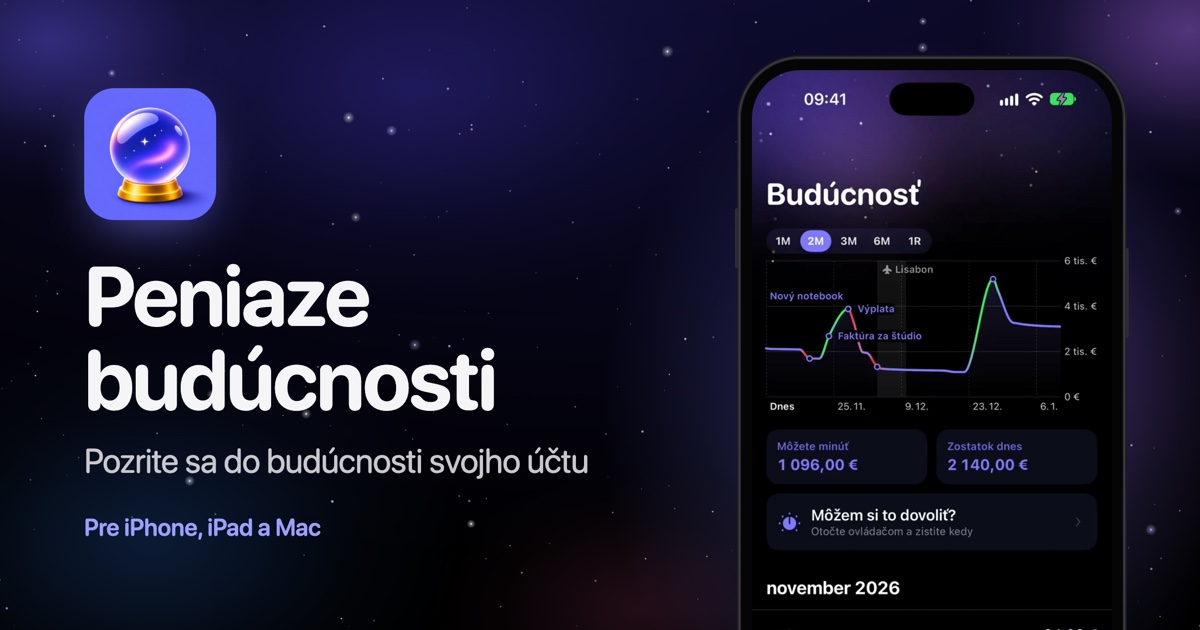 Peniaze
budúcnosti
Pozrite sa do budúcnosti svojho účtu
Pre iPhone, iPad a Mac
09:41
Budúcnosť
1M 2M 3M 6M 1R
6 tis. €
Lisabon
Nový notebook
4 tis. €
Výplata
Faktúra za štúdio
2 tis. €
0 €
Dnes 25. 11. 9. 12. 23. 12. 6. 1.
Môžete minúť
1 096,00 €
Zostatok dnes
2 140,00 €
Môžem si to dovoliť?
Otočte ovládačom a zistite kedy
november 2026